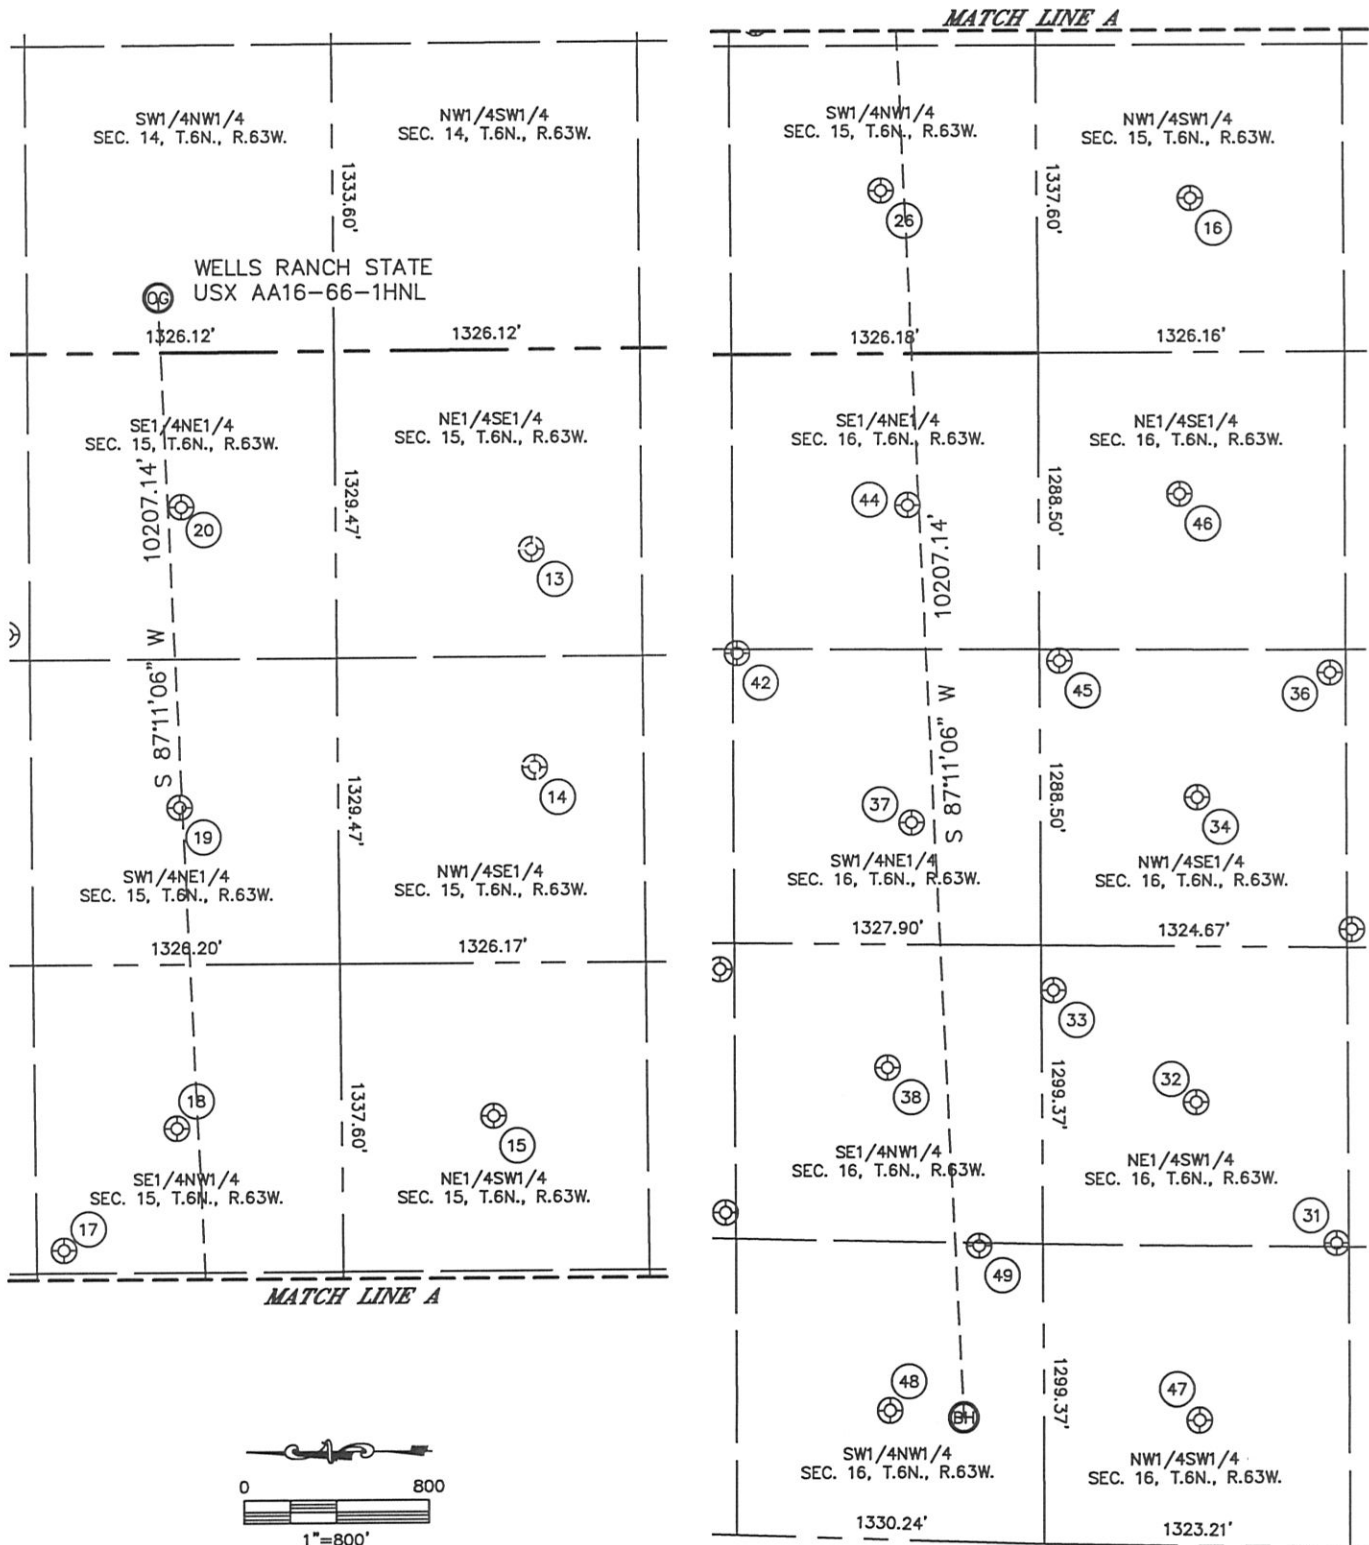 SW1/4NW1/4
SEC. 14, T.6N., R.63W.
NW1/4SW1/4
SEC. 14, T.6N., R.63W.
1333.60'
WELLS RANCH STATE
USX AA16-66-1HNL
OG
1326.12'
1326.12'
SE1/4NE1/4
SEC. 15, T.6N., R.63W.
NE1/4SE1/4
SEC. 15, T.6N., R.63W.
10207.14'
1329.47'
20
13
S 87°11'06" W
1329.47'
14
19
SW1/4NE1/4
SEC. 15, T.6N., R.63W.
NW1/4SE1/4
SEC. 15, T.6N., R.63W.
1326.20'
1326.17'
18
1337.60'
15
SE1/4NW1/4
SEC. 15, T.6N., R.63W.
NE1/4SW1/4
SEC. 15, T.6N., R.63W.
17
MATCH LINE A
0 800
1"=800'
MATCH LINE A
SW1/4NW1/4
SEC. 15, T.6N., R.63W.
NW1/4SW1/4
SEC. 15, T.6N., R.63W.
1337.60'
26
16
1326.18'
1326.16'
SE1/4NE1/4
SEC. 16, T.6N., R.63W.
NE1/4SE1/4
SEC. 16, T.6N., R.63W.
44
1288.50'
46
10207.14'
42
45
36
S 87°11'06" W
1288.50'
37
34
SW1/4NE1/4
SEC. 16, T.6N., R.63W.
NW1/4SE1/4
SEC. 16, T.6N., R.63W.
1327.90'
1324.67'
33
38
1299.37'
32
SE1/4NW1/4
SEC. 16, T.6N., R.63W.
NE1/4SW1/4
SEC. 16, T.6N., R.63W.
31
49
48
BH
1299.37'
47
SW1/4NW1/4
SEC. 16, T.6N., R.63W.
NW1/4SW1/4
SEC. 16, T.6N., R.63W.
1330.24'
1323.21'